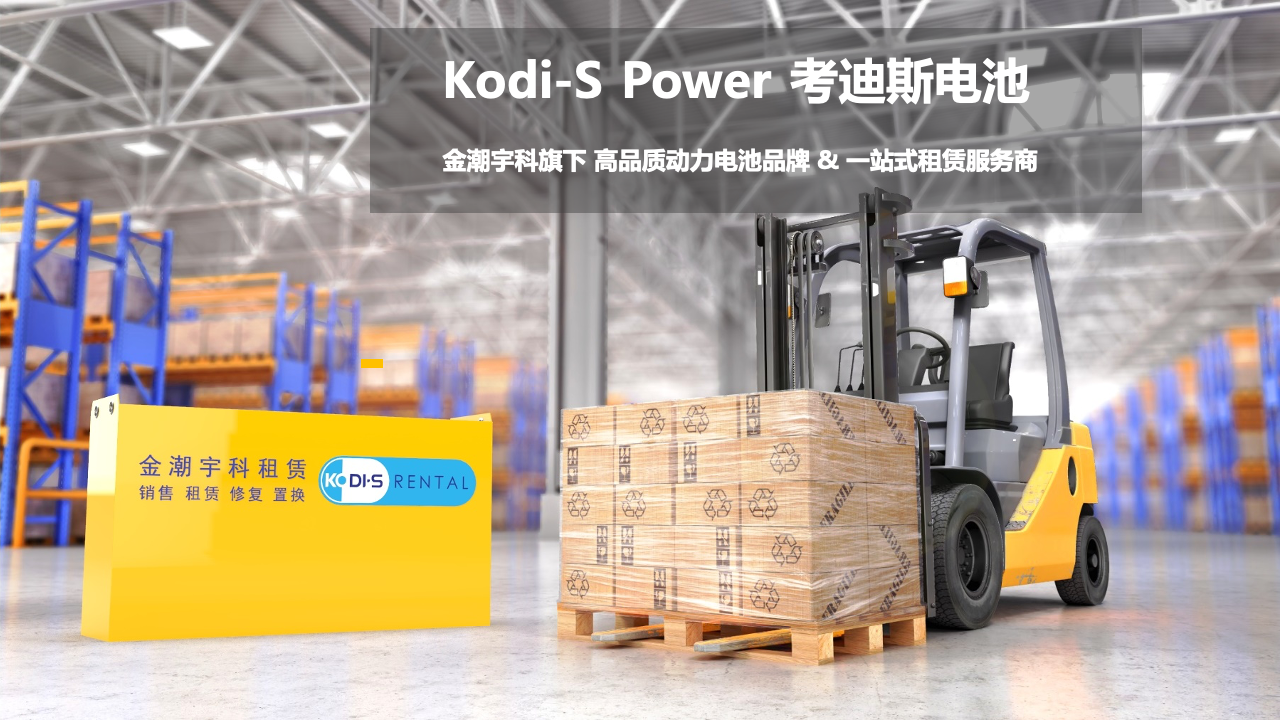 Kodi-S Power 考迪斯电池
金潮宇科旗下 高品质动力电池品牌 & 一站式租赁服务商
金潮宇科租赁
销售 租赁 修复 置换
KODI·S RENTAL
FRAGILE